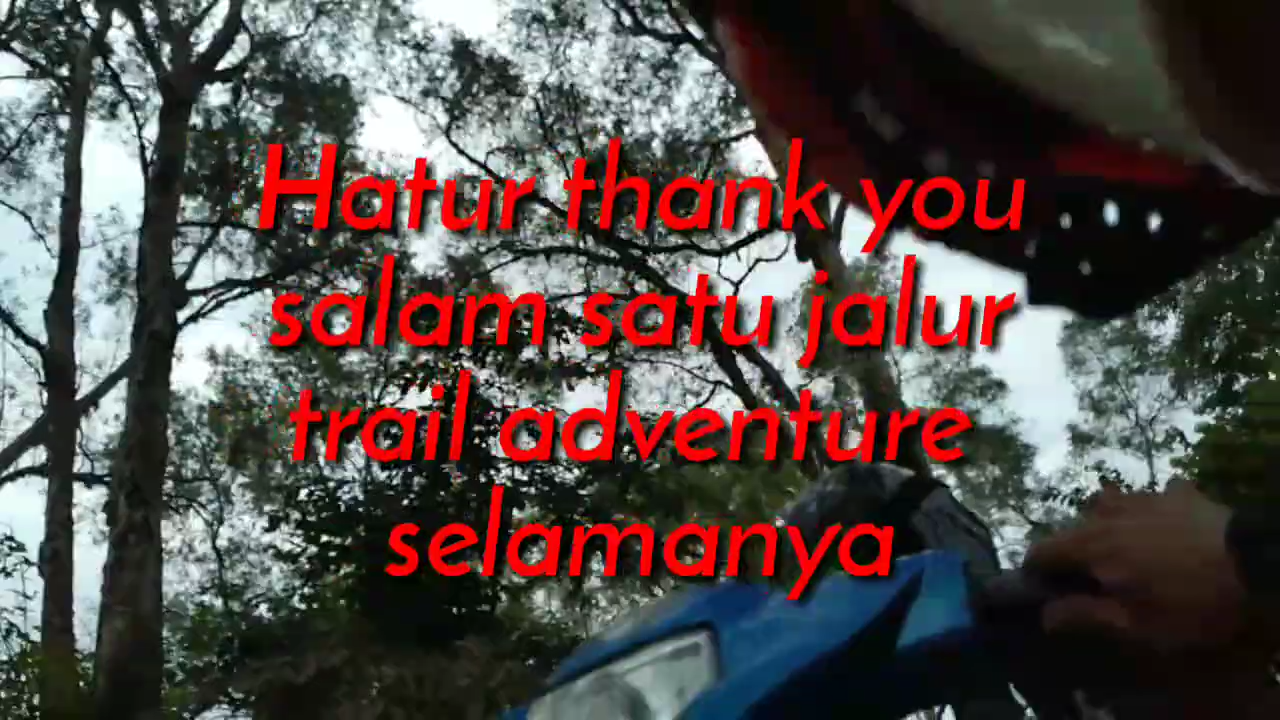 Hatur thank you
salam satu jalur
trail adventure
selamanya